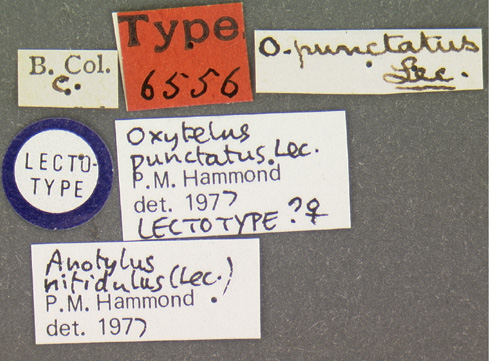 Type
6556
O. punctatus
Lec.
B. Col.
C.
LECTO-
TYPE
Oxytelus
punctatus. Lec.
P.M. Hammond
det. 1977
LECTOTYPE ?♀
Anotylus
nitidulus (Lec.)
P.M. Hammond
det. 1977